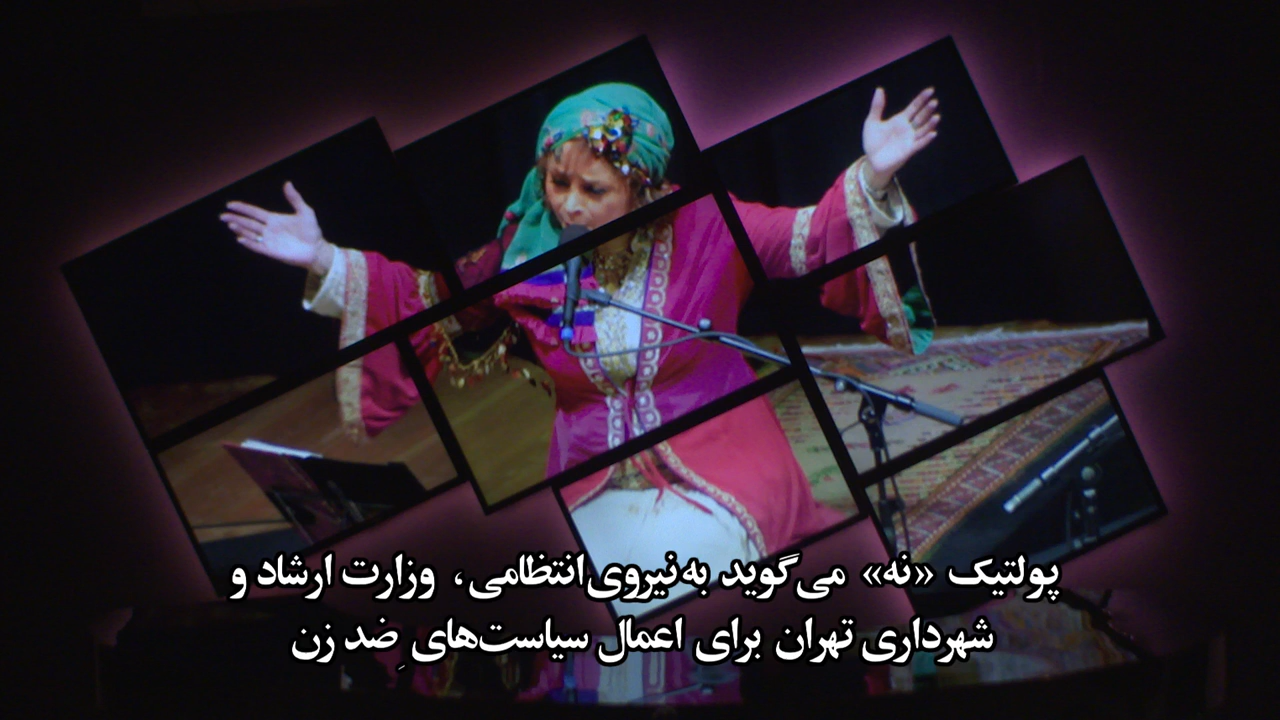 پولتیک «نه» می‌گوید به‌نیروی‌انتظامی، وزارت ارشاد و
شهرداری تهران برای اعمال سیاست‌های ِضد زن